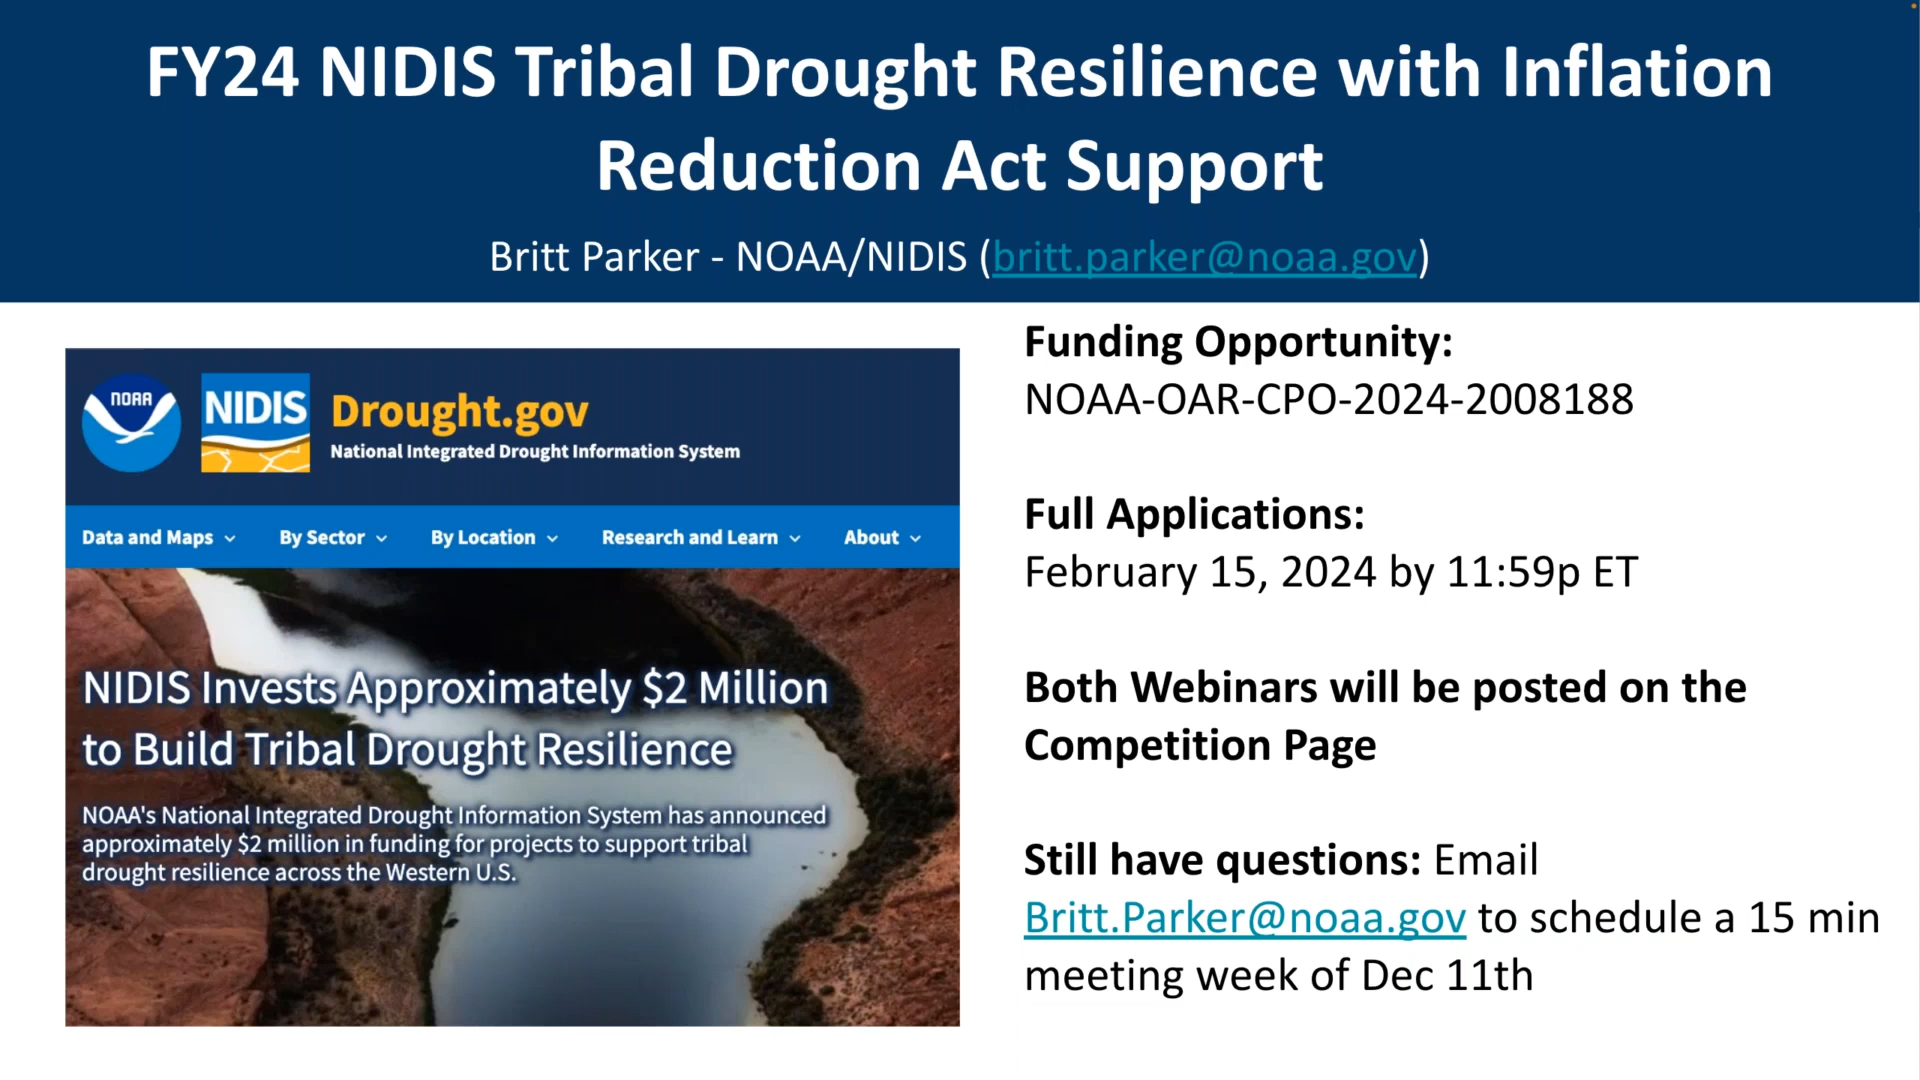 FY24 NIDIS Tribal Drought Resilience with Inflation
Reduction Act Support
Britt Parker - NOAA/NIDIS (britt.parker@noaa.gov)
NOAA
NIDIS
Drought.gov
National Integrated Drought Information System
Data and Maps
By Sector
By Location
Research and Learn
About
NIDIS Invests Approximately $2 Million
to Build Tribal Drought Resilience
NOAA's National Integrated Drought Information System has announced
approximately $2 million in funding for projects to support tribal
drought resilience across the Western U.S.
Funding Opportunity:
NOAA-OAR-CPO-2024-2008188
Full Applications:
February 15, 2024 by 11:59p ET
Both Webinars will be posted on the
Competition Page
Still have questions: Email
Britt.Parker@noaa.gov to schedule a 15 min
meeting week of Dec 11th